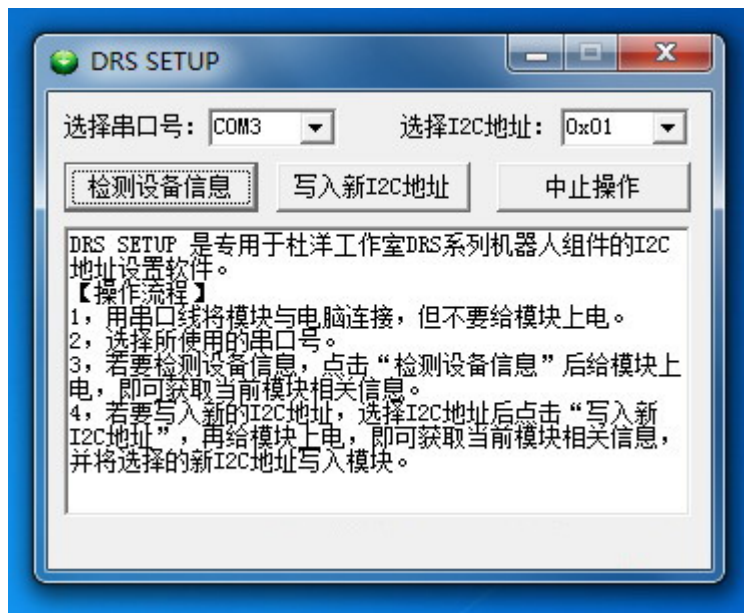 DRS SETUP
选择串口号： COM3 选择I2C地址： 0x01
检测设备信息 写入新I2C地址 中止操作
DRS SETUP 是专用于杜洋工作室DRS系列机器人组件的I2C
地址设置软件。
【操作流程】
1，用串口线将模块与电脑连接，但不要给模块上电。
2，选择所使用的串口号。
3，若要检测设备信息，点击“检测设备信息”后给模块上
电，即可获取当前模块相关信息。
4，若要写入新的I2C地址，选择I2C地址后点击“写入新
I2C地址”，再给模块上电，即可获取当前模块相关信息，
并将选择的新I2C地址写入模块。